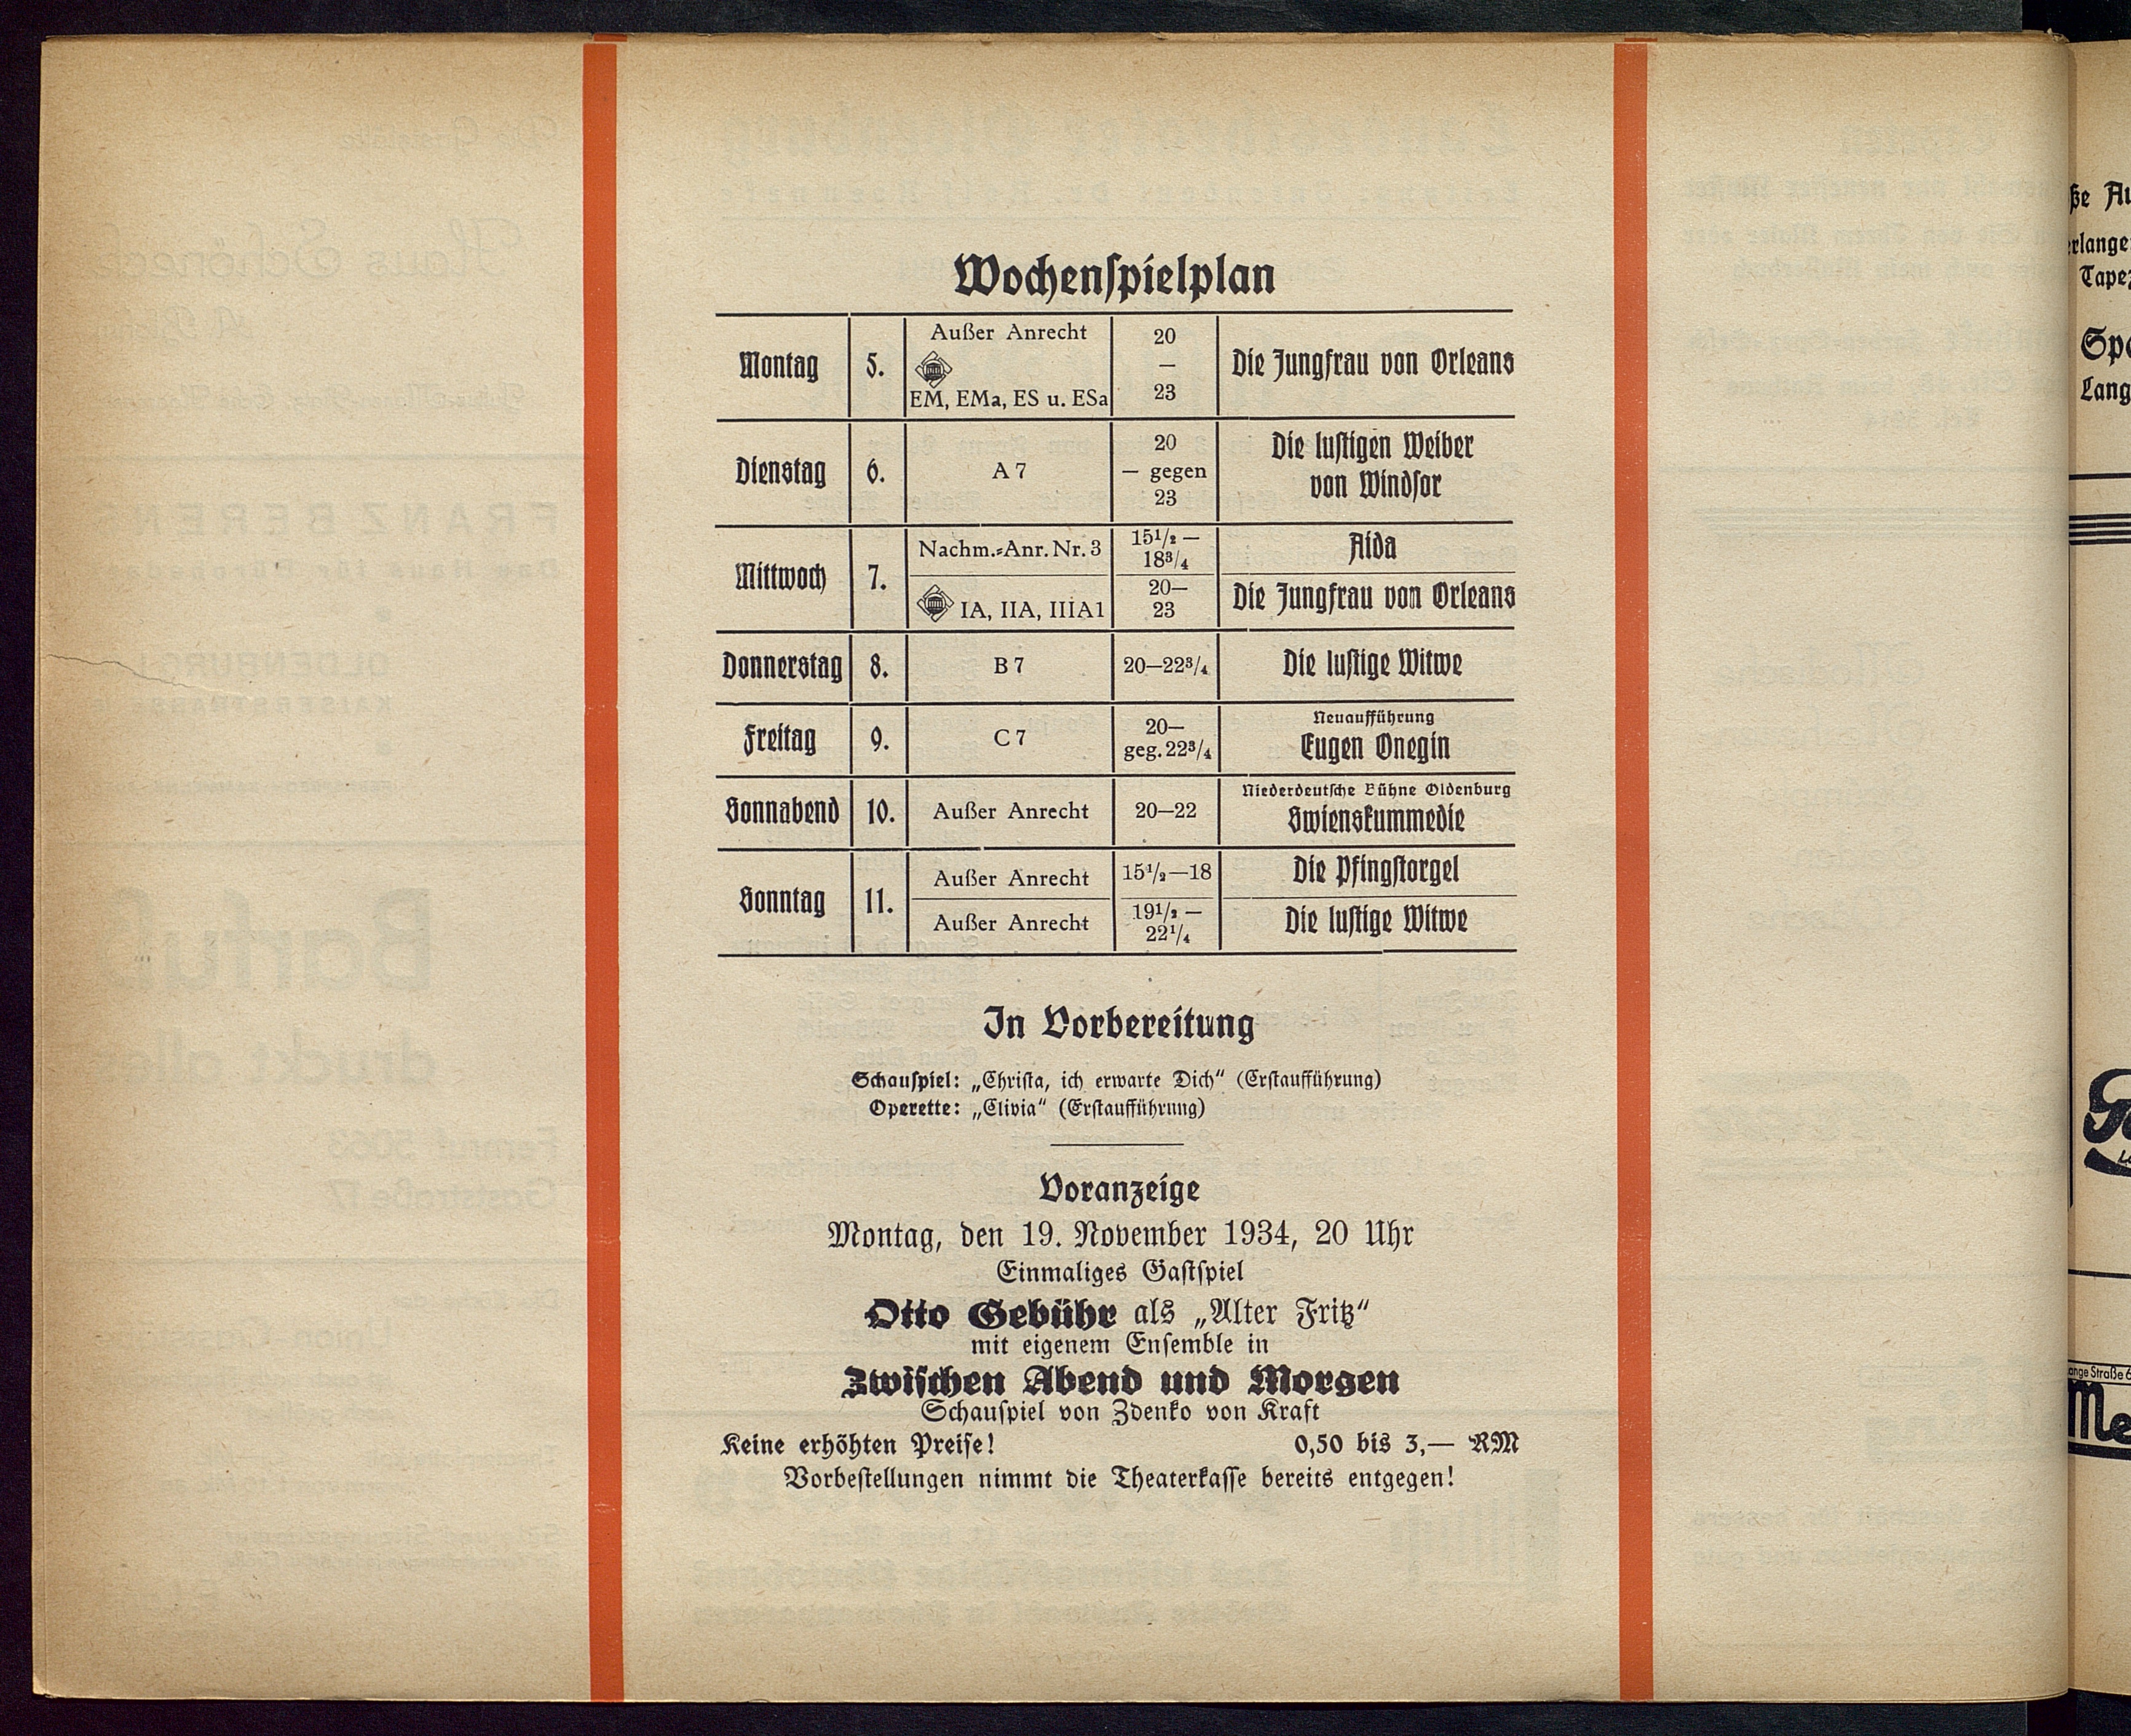 Wochenspielplan
Montag 5. Außer Anrecht EM, EMa, ES u. ESa 20 — 23 Die Jungfrau von Orleans
Dienstag 6. A 7 20 — gegen 23 Die lustigen Weiber von Windsor
Mittwoch 7. Nachm.-Anr. Nr. 3 15½ — 18¾ Aida
IA, IIA, IIIA1 20— 23 Die Jungfrau von Orleans
Donnerstag 8. B 7 20—22¾ Die lustige Witwe
Freitag 9. C 7 20— geg. 22¾ Neuaufführung Eugen Onegin
Sonnabend 10. Außer Anrecht 20—22 Niederdeutsche Bühne Oldenburg Swienskummedie
Sonntag 11. Außer Anrecht 15½—18 Die Pfingstorgel
Außer Anrecht 19½ — 22¼ Die lustige Witwe
In Vorbereitung
Schauspiel: „Christa, ich erwarte Dich“ (Erstaufführung)
Operette: „Clivia“ (Erstaufführung)
Voranzeige
Montag, den 19. November 1934, 20 Uhr
Einmaliges Gastspiel
Otto Gebühr als „Alter Fritz“
mit eigenem Ensemble in
Zwischen Abend und Morgen
Schauspiel von Zdenko von Kraft
Keine erhöhten Preise! 0,50 bis 3,— RM
Vorbestellungen nimmt die Theaterkasse bereits entgegen!